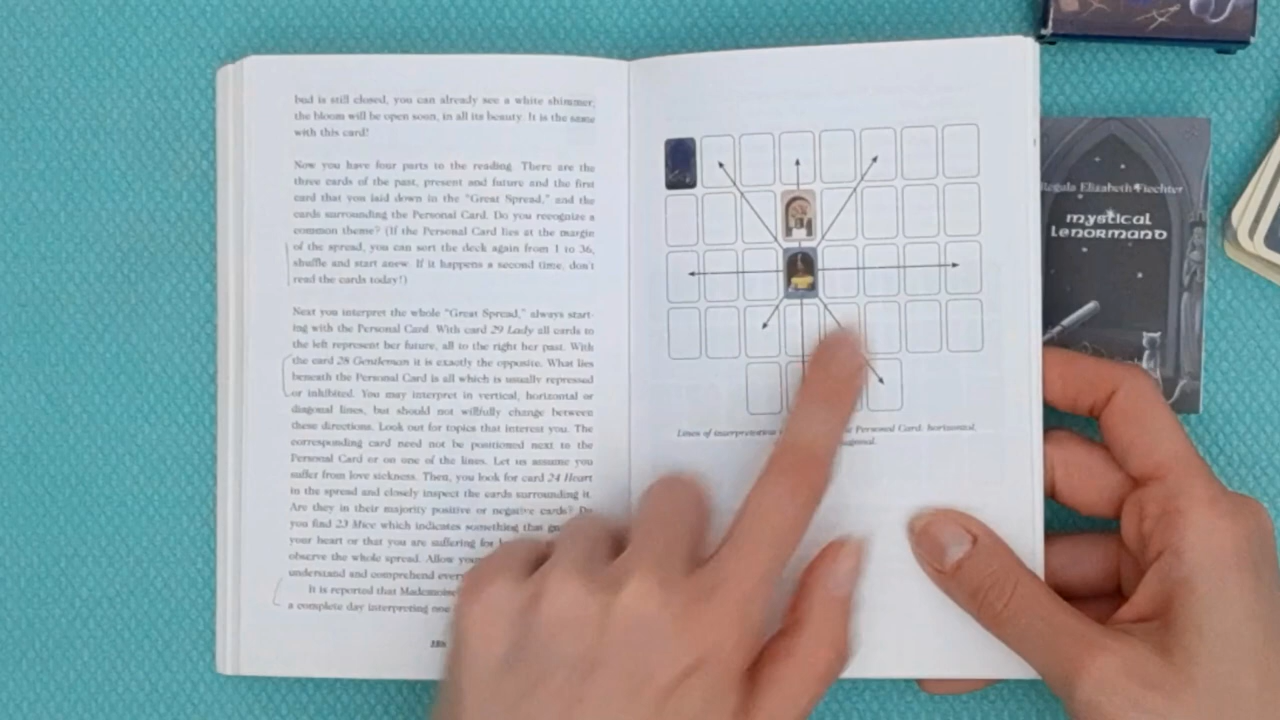 bud is still closed, you can already see a white shimmer,
the bloom will be open soon, in all its beauty. It is the same
with this card!
Now you have four parts to the reading. There are the
three cards of the past, present and future and the first
card that you laid down in the "Great Spread," and the
cards surrounding the Personal Card. Do you recognize a
common theme? (If the Personal Card lies at the margin
of the spread, you can sort the deck again from 1 to 36,
shuffle and start anew. If it happens a second time, don't
read the cards today!)
Next you interpret the whole "Great Spread," always start-
ing with the Personal Card. With card 29 Lady all cards to
the left represent her future, all to the right her past. With
the card 28 Gentleman it is exactly the opposite. What lies
beneath the Personal Card is all which is usually repressed
or inhibited. You may interpret in vertical, horizontal or
diagonal lines, but should not wilfully change between
these directions. Look out for topics that interest you. The
corresponding card need not be positioned next to the
Personal Card or on one of the lines. Let us assume you
suffer from love sickness. Then, you look for card 24 Heart
in the spread and closely inspect the cards surrounding it.
Are they in their majority positive or negative cards? Do
you find 23 Mice which indicates something that
your heart or that you are suffering for
observe the whole spread. Allow
understand and comprehend
It is reported that
a complete day interpreting one
Lines of interpretation Personal Card: horizontal,
Regula Elizabeth Fiechter
mystical
lenormand